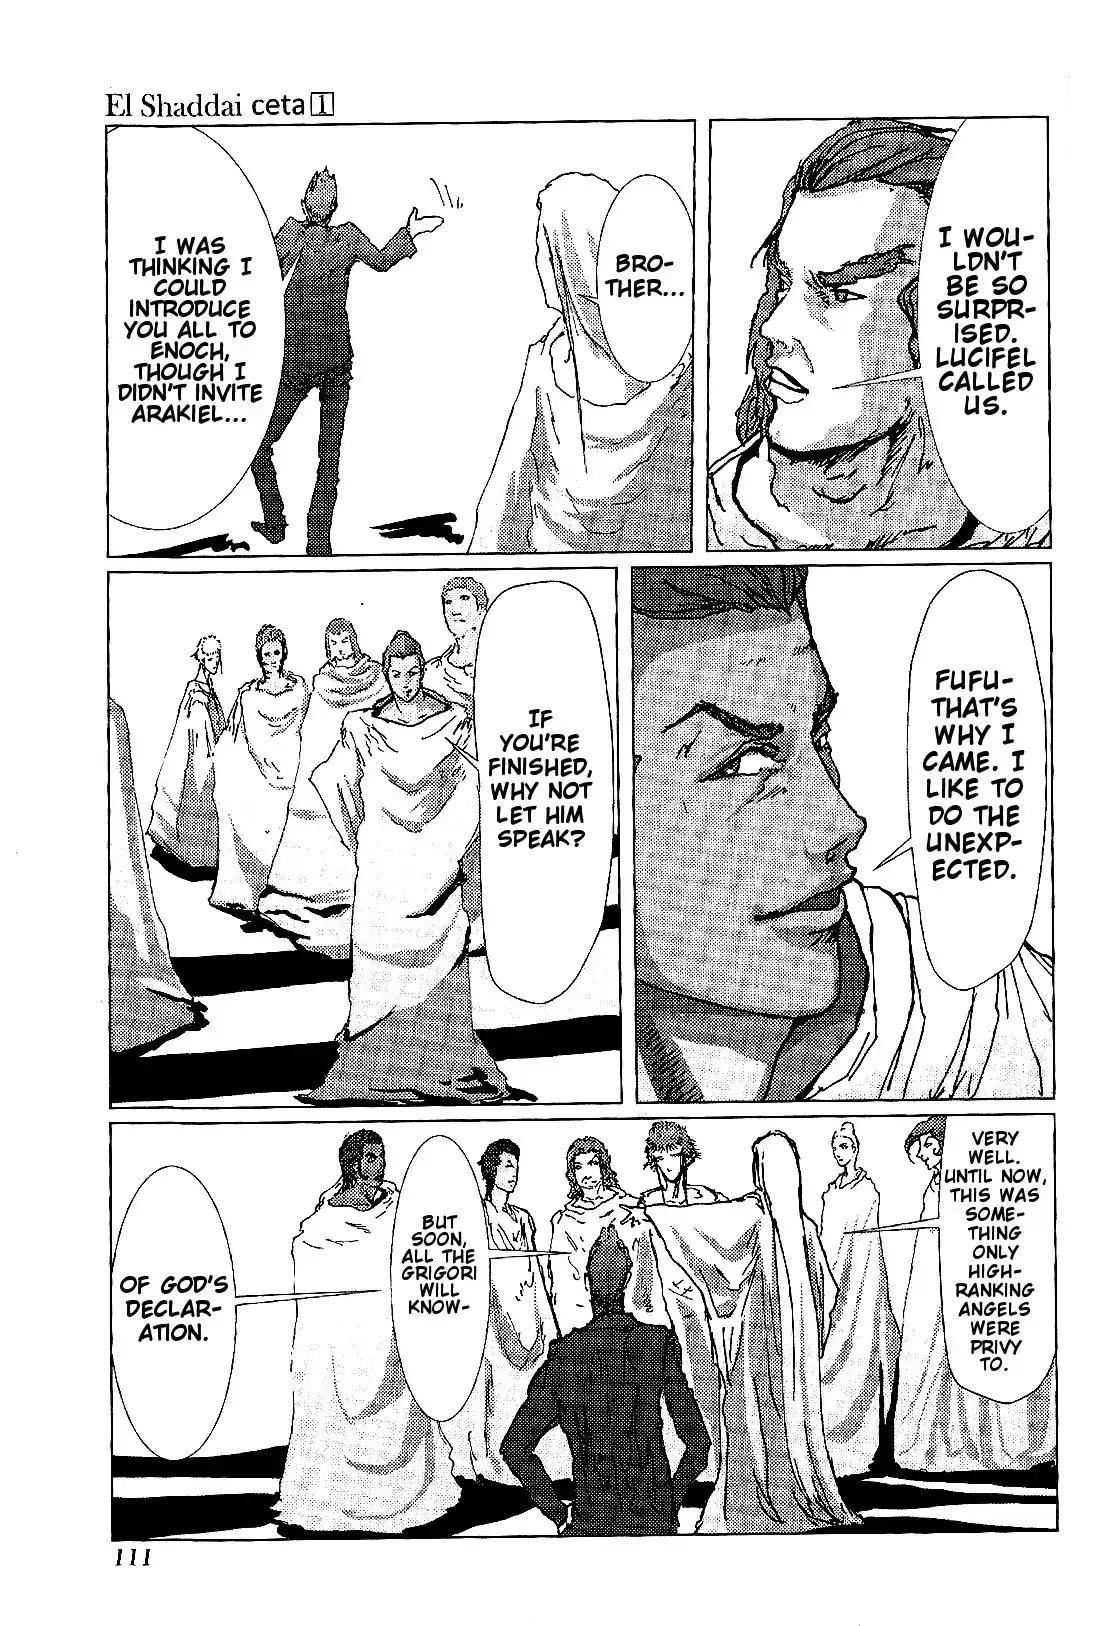 El Shaddai ceta 1
I WOU-
LDN'T
BE SO
SURPR-
ISED.
LUCIFEL
CALLED
US.
BRO-
THER...
I WAS
THINKING I
COULD
INTRODUCE
YOU ALL TO
ENOCH,
THOUGH I
DIDN'T INVITE
ARAKIEL...
FUFU-
THAT'S
WHY I
CAME. I
LIKE TO
DO THE
UNEXP-
ECTED.
IF
YOU'RE
FINISHED,
WHY NOT
LET HIM
SPEAK?
VERY
WELL.
UNTIL NOW,
THIS WAS
SOME-
THING
ONLY
HIGH-
RANKING
ANGELS
WERE
PRIVY
TO.
BUT
SOON,
ALL THE
GRIGORI
WILL
KNOW-
OF GOD'S
DECLAR-
ATION.
111